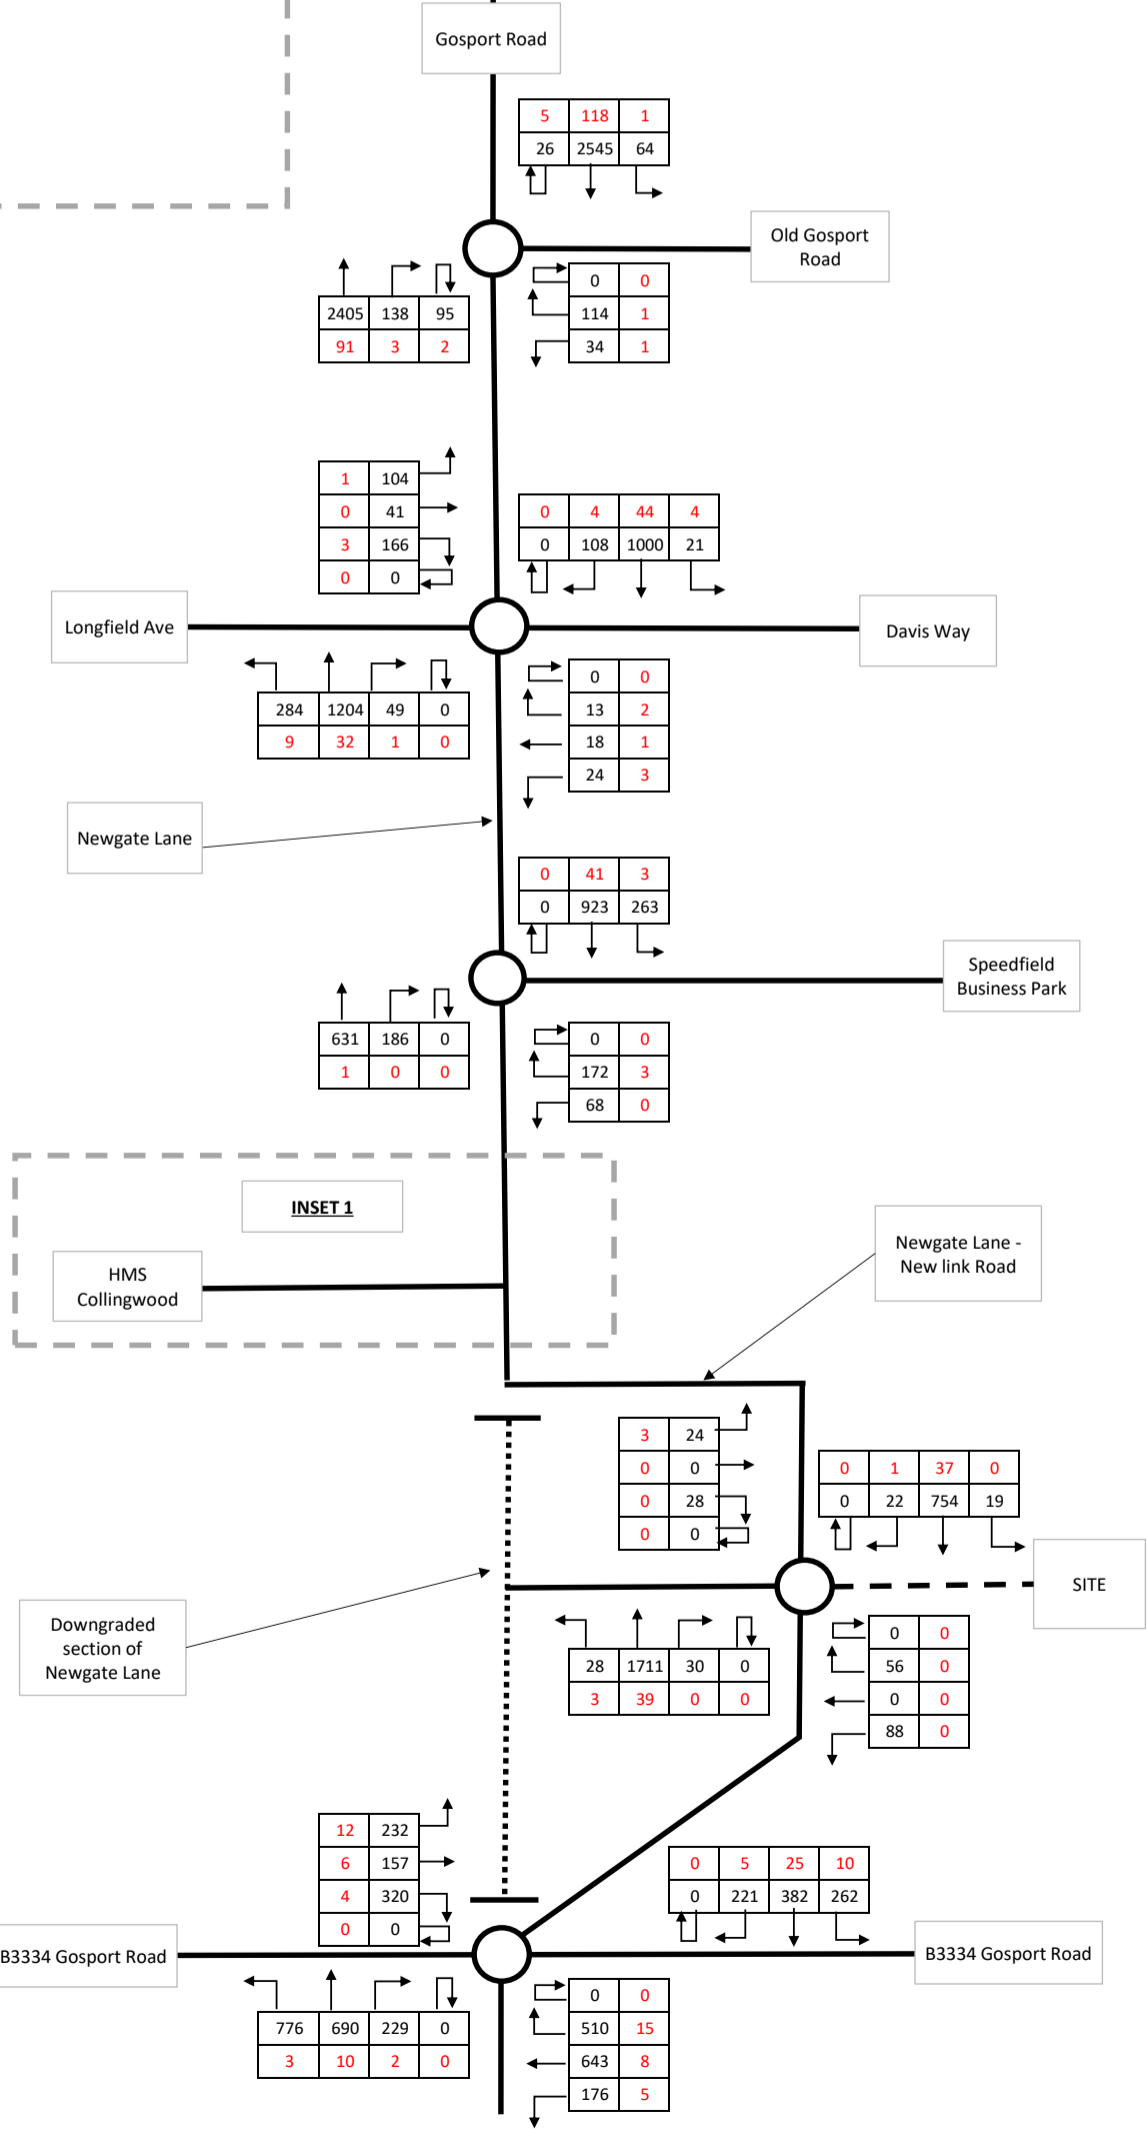 Gosport Road
5 118 1
26 2545 64
Old Gosport
Road
0 0
114 1
34 1
2405 138 95
91 3 2
1 104
0 41
3 166
0 0
0 4 44 4
0 108 1000 21
Longfield Ave
Davis Way
284 1204 49 0
9 32 1 0
0 0
13 2
18 1
24 3
Newgate Lane
0 41 3
0 923 263
Speedfield
Business Park
631 186 0
1 0 0
0 0
172 3
68 0
INSET 1
HMS
Collingwood
Newgate Lane -
New link Road
3 24
0 0
0 28
0 0
0 1 37 0
0 22 754 19
SITE
Downgraded
section of
Newgate Lane
28 1711 30 0
3 39 0 0
0 0
56 0
0 0
88 0
12 232
6 157
4 320
0 0
0 5 25 10
0 221 382 262
B3334 Gosport Road
B3334 Gosport Road
776 690 229 0
3 10 2 0
0 0
510 15
643 8
176 5